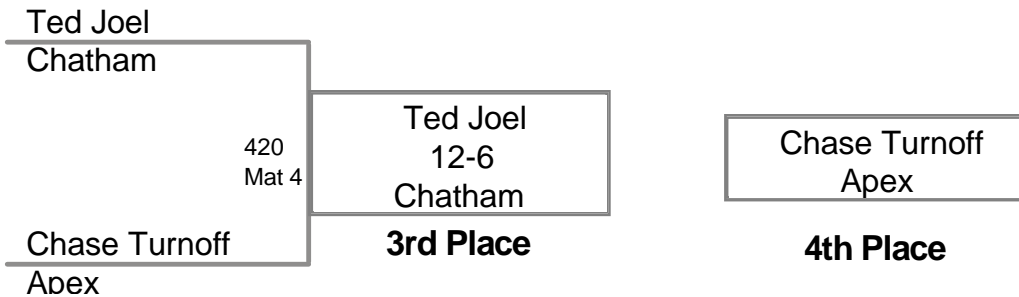 Ted Joel
Chatham
420
Mat 4
Chase Turnoff
Apex
Ted Joel
12-6
Chatham
3rd Place
Chase Turnoff
Apex
4th Place